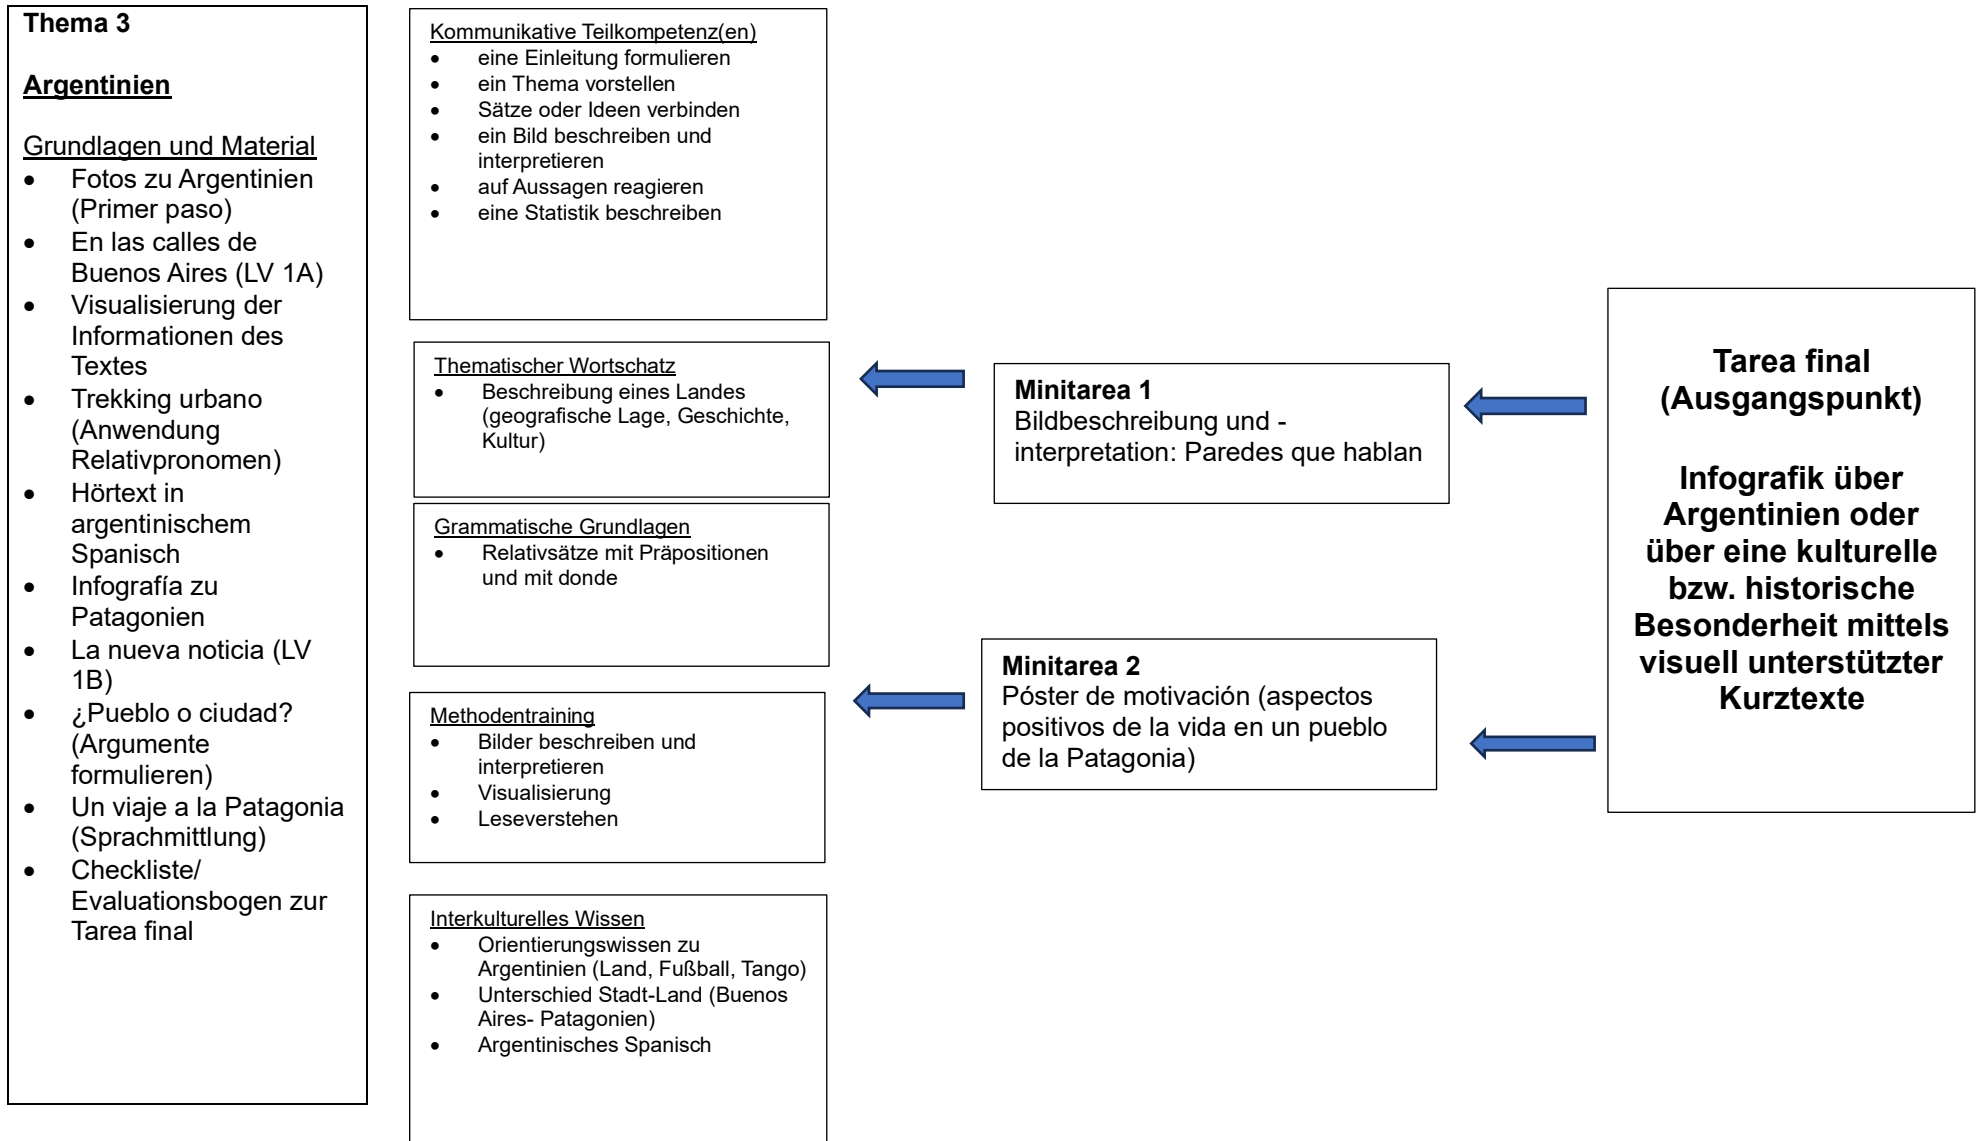 Thema 3
Argentinien
Grundlagen und Material
• Fotos zu Argentinien
(Primer paso)
• En las calles de
Buenos Aires (LV 1A)
• Visualisierung der
Informationen des
Textes
• Trekking urbano
(Anwendung
Relativpronomen)
• Hörtext in
argentinischem
Spanisch
• Infografía zu
Patagonien
• La nueva noticia (LV
1B)
• ¿Pueblo o ciudad?
(Argumente
formulieren)
• Un viaje a la Patagonia
(Sprachmittlung)
• Checkliste/
Evaluationsbogen zur
Tarea final
Kommunikative Teilkompetenz(en)
• eine Einleitung formulieren
• ein Thema vorstellen
• Sätze oder Ideen verbinden
• ein Bild beschreiben und
interpretieren
• auf Aussagen reagieren
• eine Statistik beschreiben
Thematischer Wortschatz
• Beschreibung eines Landes
(geografische Lage, Geschichte,
Kultur)
Grammatische Grundlagen
• Relativsätze mit Präpositionen
und mit donde
Methodentraining
• Bilder beschreiben und
interpretieren
• Visualisierung
• Leseverstehen
Interkulturelles Wissen
• Orientierungswissen zu
Argentinien (Land, Fußball, Tango)
• Unterschied Stadt-Land (Buenos
Aires- Patagonien)
• Argentinisches Spanisch
Minitarea 1
Bildbeschreibung und -
interpretation: Paredes que hablan
Minitarea 2
Póster de motivación (aspectos
positivos de la vida en un pueblo
de la Patagonia)
Tarea final
(Ausgangspunkt)
Infografik über
Argentinien oder
über eine kulturelle
bzw. historische
Besonderheit mittels
visuell unterstützter
Kurztexte